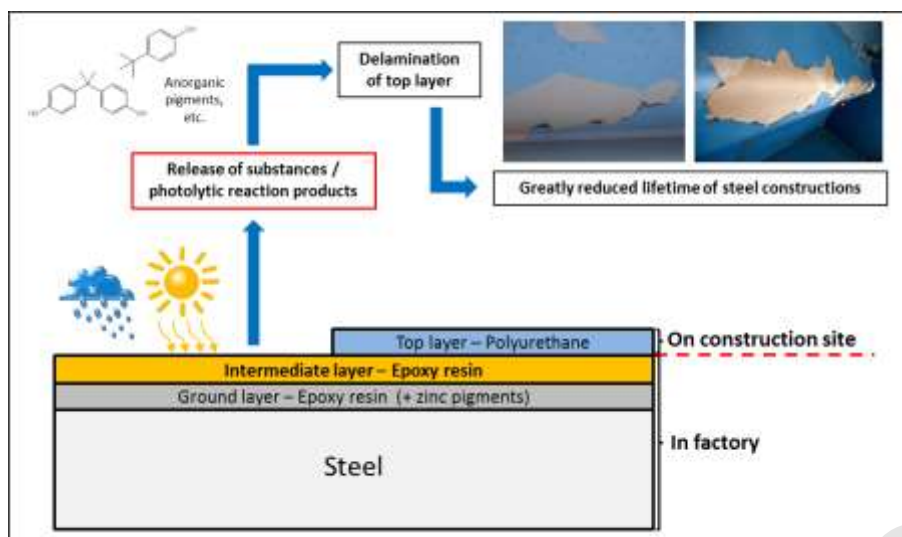 Anorganic
pigments,
etc.
Delamination
of top layer
Release of substances /
photolytic reaction products
Greatly reduced lifetime of steel constructions
Top layer – Polyurethane
On construction site
Intermediate layer – Epoxy resin
Ground layer – Epoxy resin (+ zinc pigments)
In factory
Steel